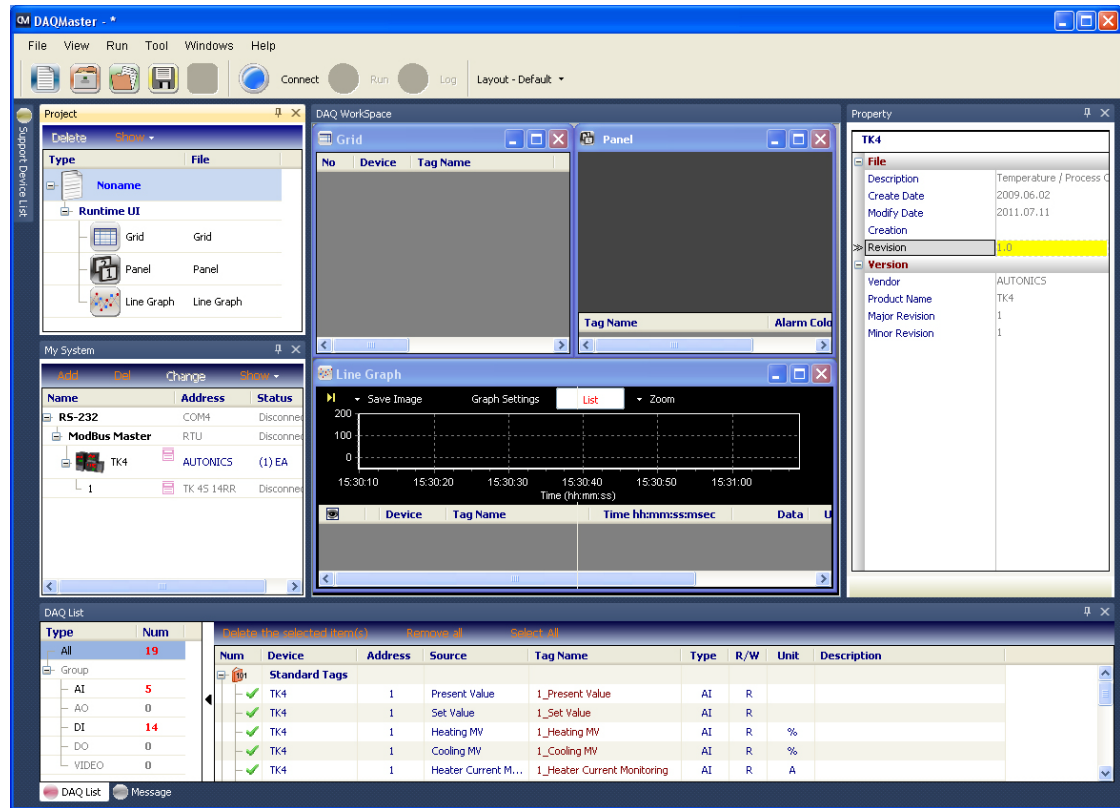 DAQMaster - *
File View Run Tool Windows Help
Connect Run Log Layout - Default
Support Device List
Project
Delete Show
Type File
Noname
Runtime UI
Grid Grid
Panel Panel
Line Graph Line Graph
My System
Add Del Change Show
Name Address Status
RS-232 COM4 Disconne
ModBus Master RTU Disconne
TK4 AUTONICS (1) EA
1 TK 4S 14RR Disconne
DAQ WorkSpace
Grid
No Device Tag Name
Panel
Tag Name Alarm Colo
Line Graph
Save Image Graph Settings List Zoom
200
100
0
15:30:10 15:30:20 15:30:30 15:30:40 15:30:50 15:31:00
Time (hh:mm:ss)
Device Tag Name Time hh:mm:ss:msec Data U
Property
TK4
File
Description Temperature / Process C
Create Date 2009.06.02
Modify Date 2011.07.11
Creation
Revision 1.0
Version
Vendor AUTONICS
Product Name TK4
Major Revision 1
Minor Revision 1
DAQ List
Type Num
All 19
Group
AI 5
AO 0
DI 14
DO 0
VIDEO 0
Delete the selected item(s) Remove all Select All
Num Device Address Source Tag Name Type R/W Unit Description
Standard Tags
TK4 1 Present Value 1_Present Value AI R
TK4 1 Set Value 1_Set Value AI R
TK4 1 Heating MV 1_Heating MV AI R %
TK4 1 Cooling MV 1_Cooling MV AI R %
TK4 1 Heater Current M... 1_Heater Current Monitoring AI R A
DAQ List Message